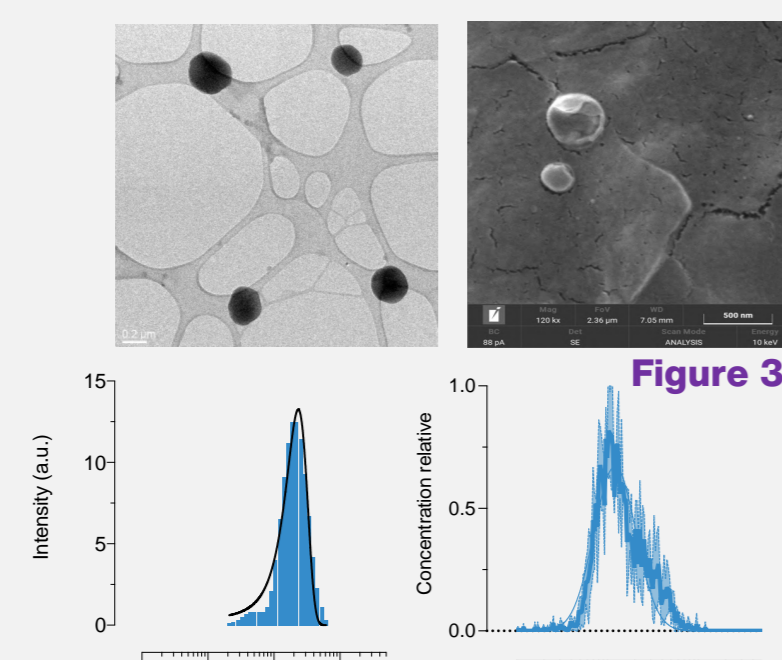 0.2 µm
Mag FoV WD
120 kx 2.36 µm 7.05 mm 500 nm
BC Det Scan Mode Energy
88 pA SE ANALYSIS 10 keV
Figure 3
15
10
5
0
Intensity (a.u.)
1.0
0.5
0.0
Concentration relative